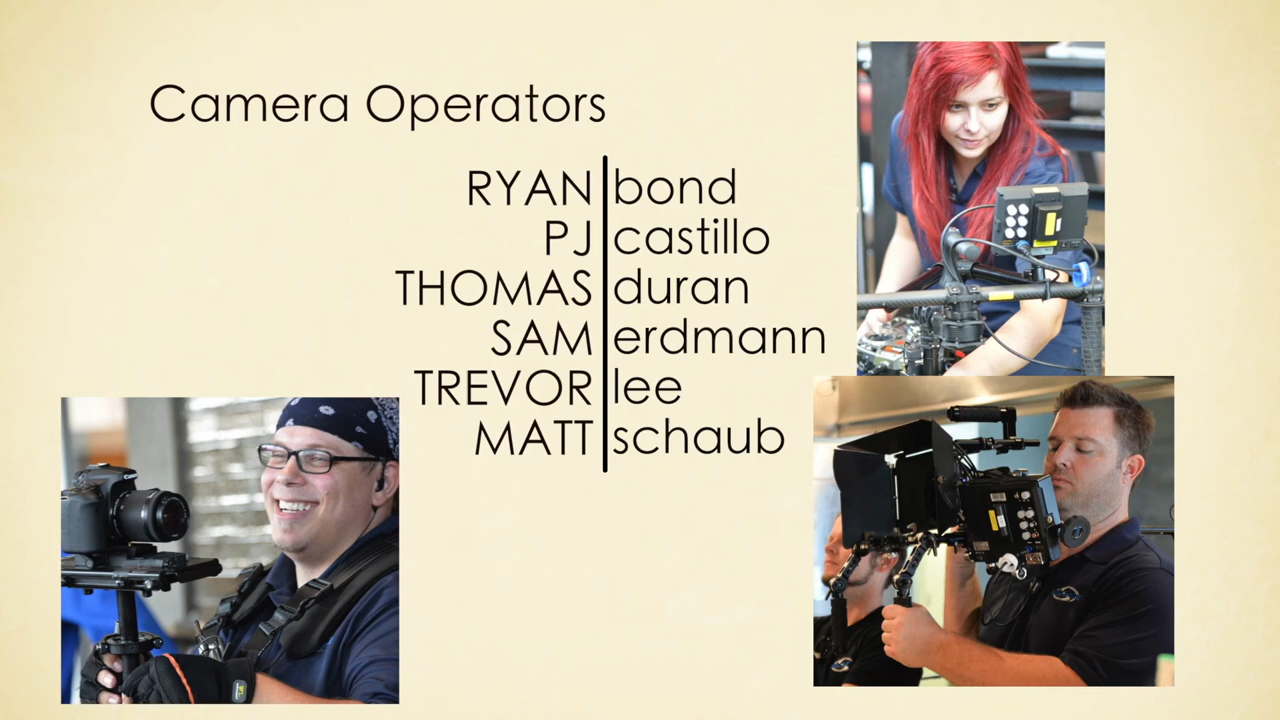 Camera Operators
RYAN bond
PJ castillo
THOMAS duran
SAM erdmann
TREVOR lee
MATT schaub